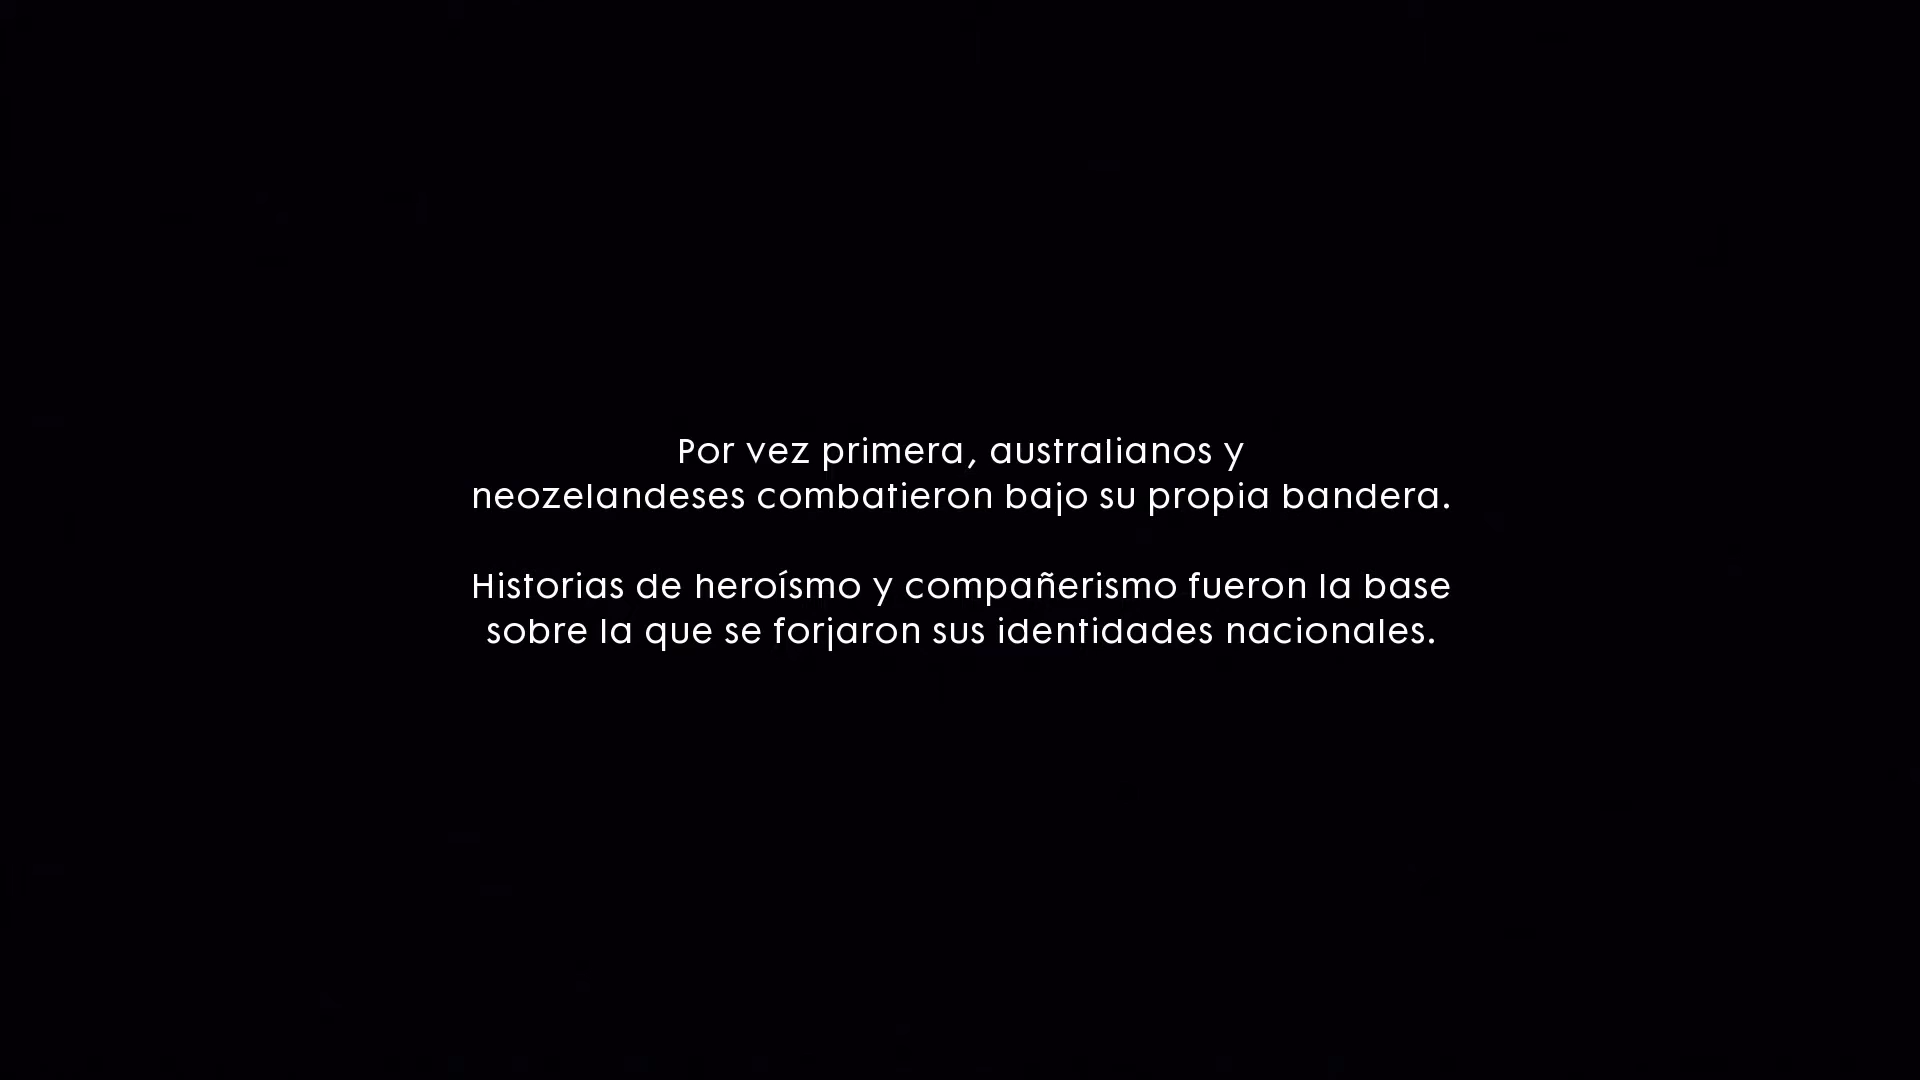 Por vez primera, australianos y
neozelandeses combatieron bajo su propia bandera.
Historias de heroísmo y compañerismo fueron la base
sobre la que se forjaron sus identidades nacionales.